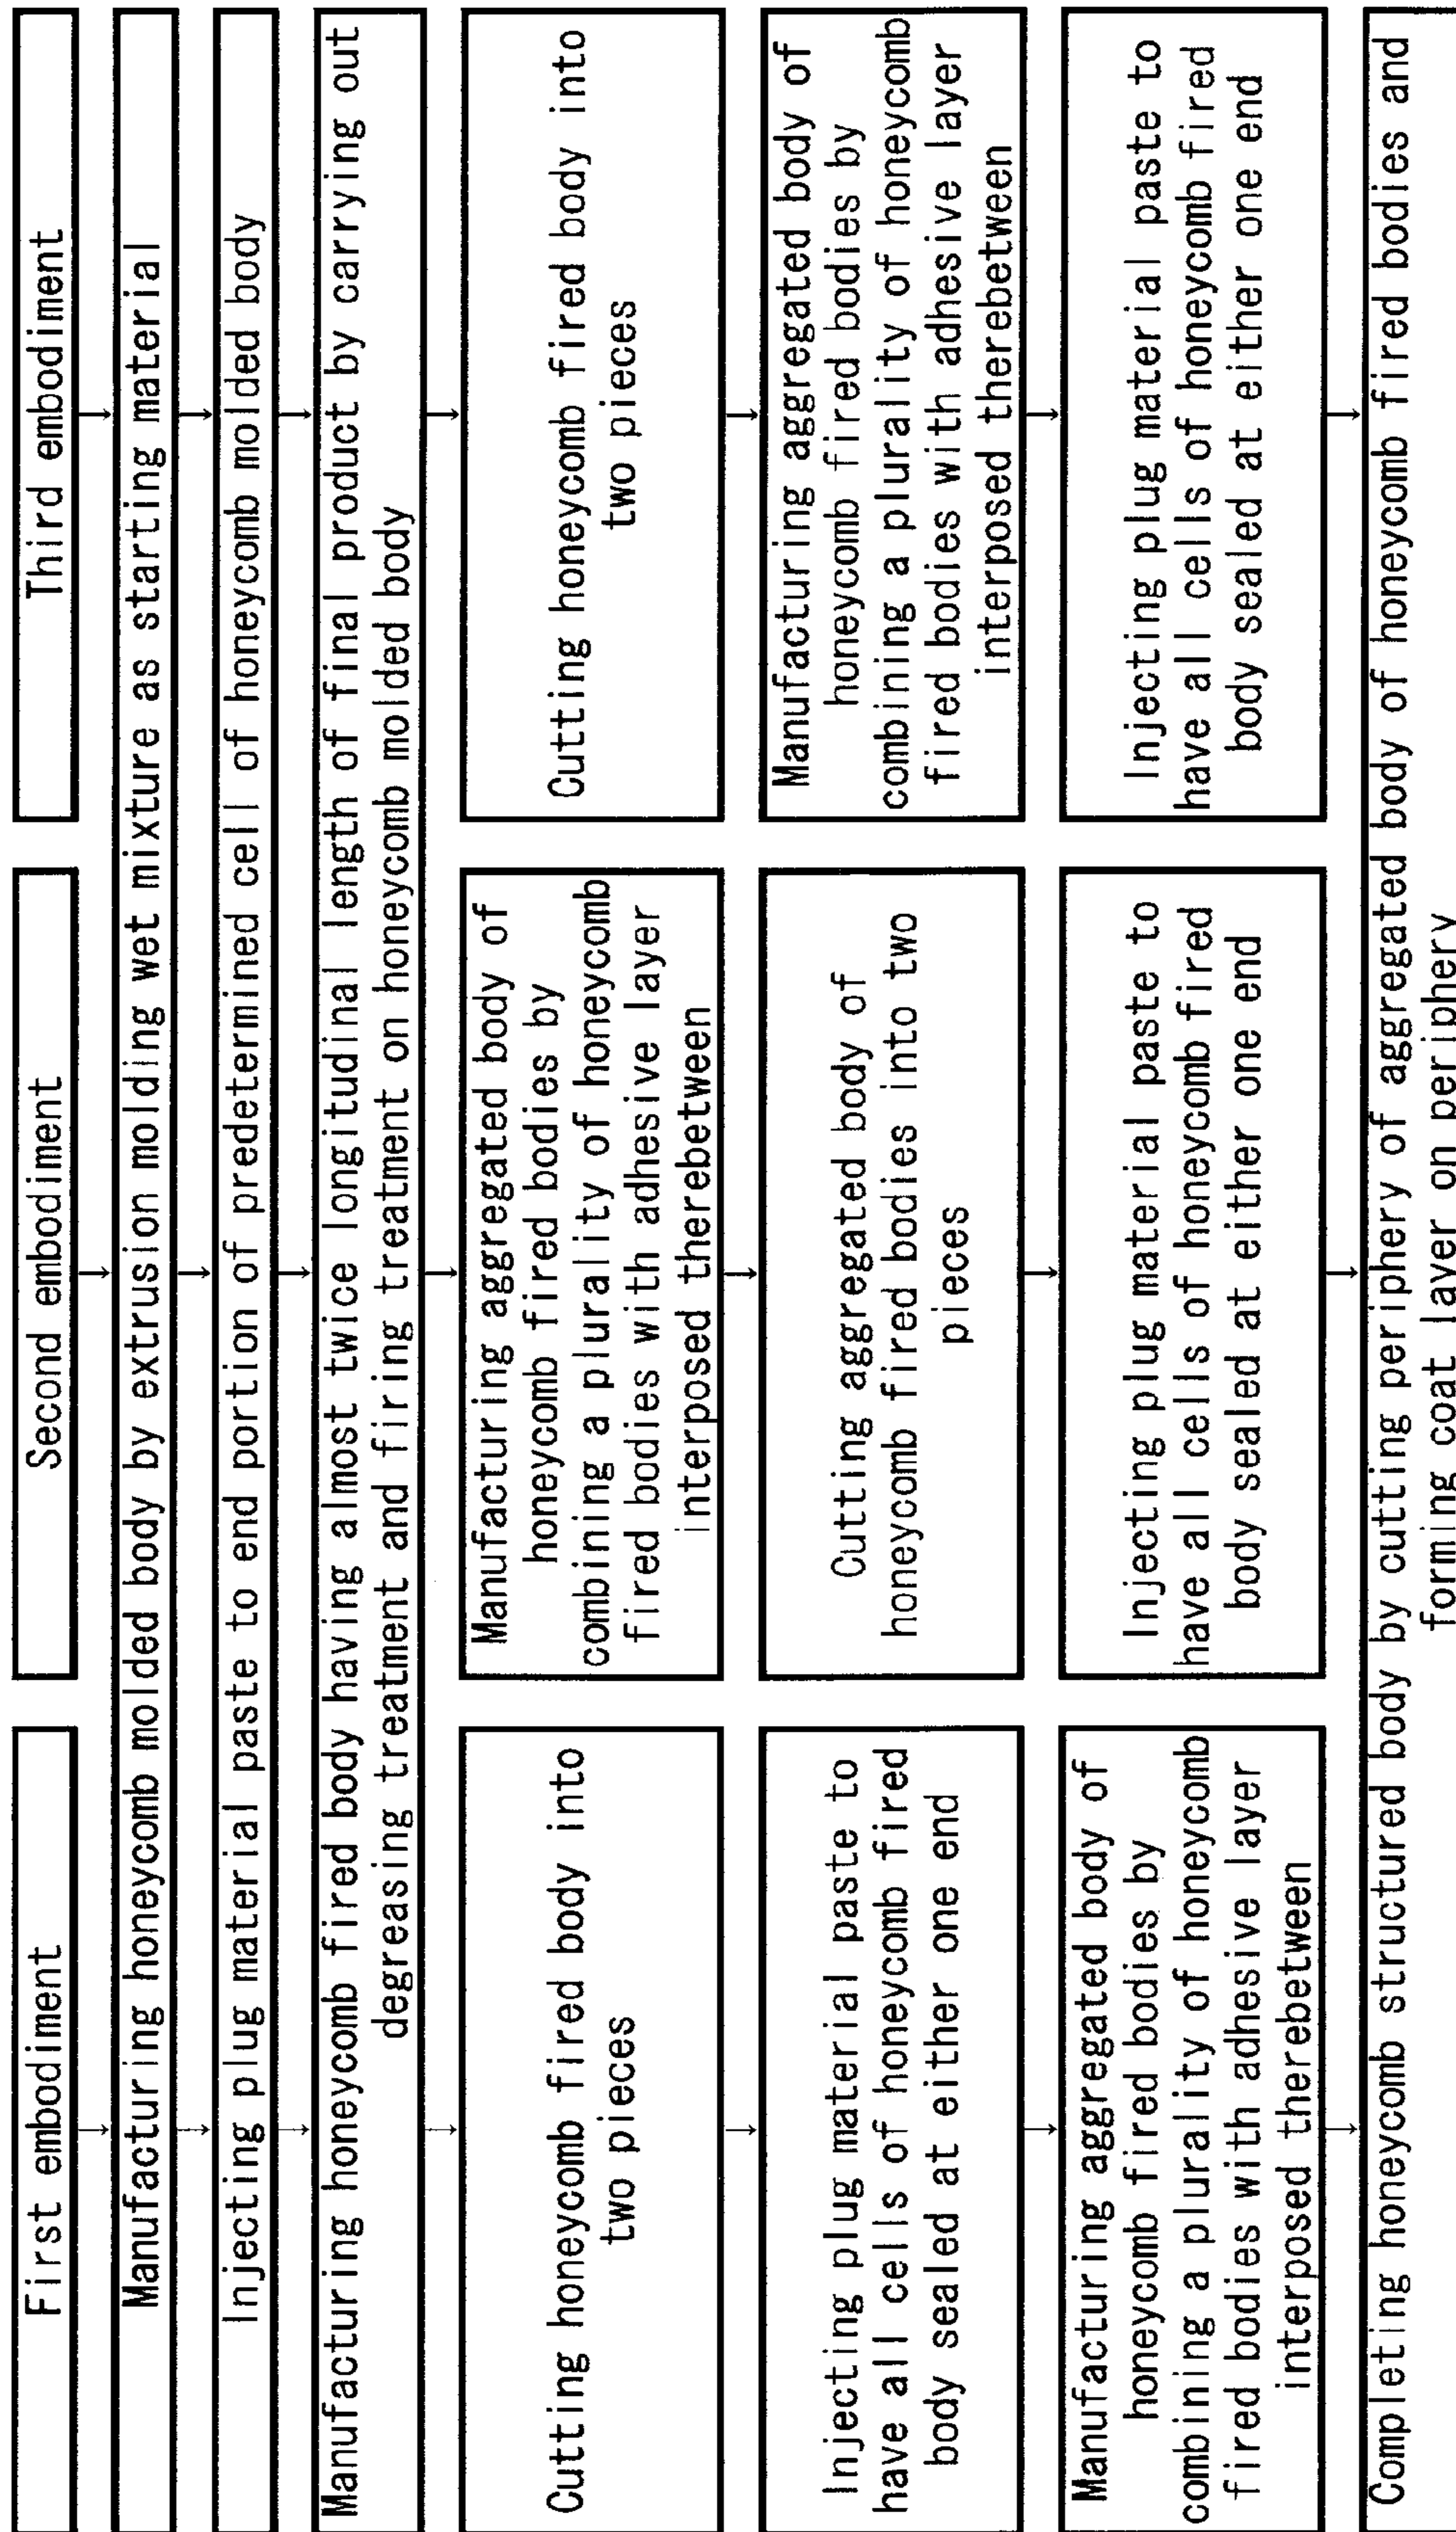 First embodiment
Second embodiment
Third embodiment
Manufacturing honeycomb molded body by extrusion molding wet mixture as starting material
Injecting plug material paste to end portion of predetermined cell of honeycomb molded body
Manufacturing honeycomb fired body having almost twice longitudinal length of final product by carrying out
degreasing treatment and firing treatment on honeycomb molded body
Cutting honeycomb fired body into
two pieces
Manufacturing aggregated body of
honeycomb fired bodies by
combining a plurality of honeycomb
fired bodies with adhesive layer
interposed therebetween
Cutting honeycomb fired body into
two pieces
Injecting plug material paste to
have all cells of honeycomb fired
body sealed at either one end
Cutting aggregated body of
honeycomb fired bodies into two
pieces
Manufacturing aggregated body of
honeycomb fired bodies by
combining a plurality of honeycomb
fired bodies with adhesive layer
interposed therebetween
Manufacturing aggregated body of
honeycomb fired bodies by
combining a plurality of honeycomb
fired bodies with adhesive layer
interposed therebetween
Injecting plug material paste to
have all cells of honeycomb fired
body sealed at either one end
Injecting plug material paste to
have all cells of honeycomb fired
body sealed at either one end
Completing honeycomb structured body by cutting periphery of aggregated body of honeycomb fired bodies and
forming coat layer on periphery